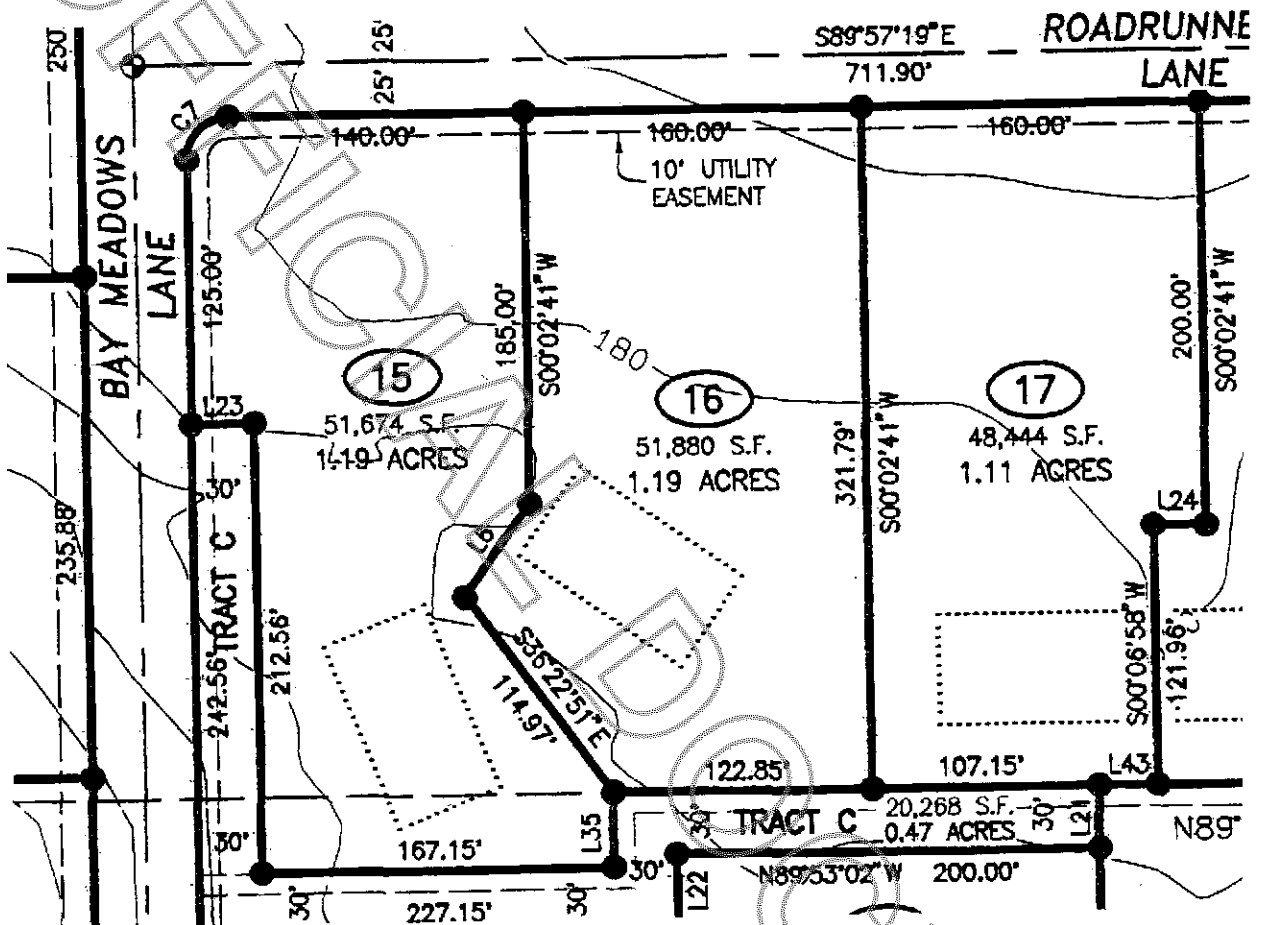 S89°57'19"E
ROADRUNNE
711.90'
LANE
250
25'
25'
C7
140.00'
160.00'
160.00'
10' UTILITY
EASEMENT
BAY MEADOWS
LANE
125.00'
185.00'
S00°02'41"W
180
200.00'
S00°02'41"W
15
51,674 S.F.
1.19 ACRES
16
51,880 S.F.
1.19 ACRES
17
48,444 S.F.
1.11 ACRES
321.79'
S00°02'41"W
L23
L24
30'
235.88'
TRACT C
242.56'
212.56'
L6
S36°22'51"E
114.97'
S00°06'58"W
121.96'
122.85'
107.15'
L43
TRACT C
20,268 S.F.
0.47 ACRES
30'
30'
L21
N89°
30'
167.15'
L35
30'
L22
N89°53'02"W
200.00'
30'
227.15'
30'